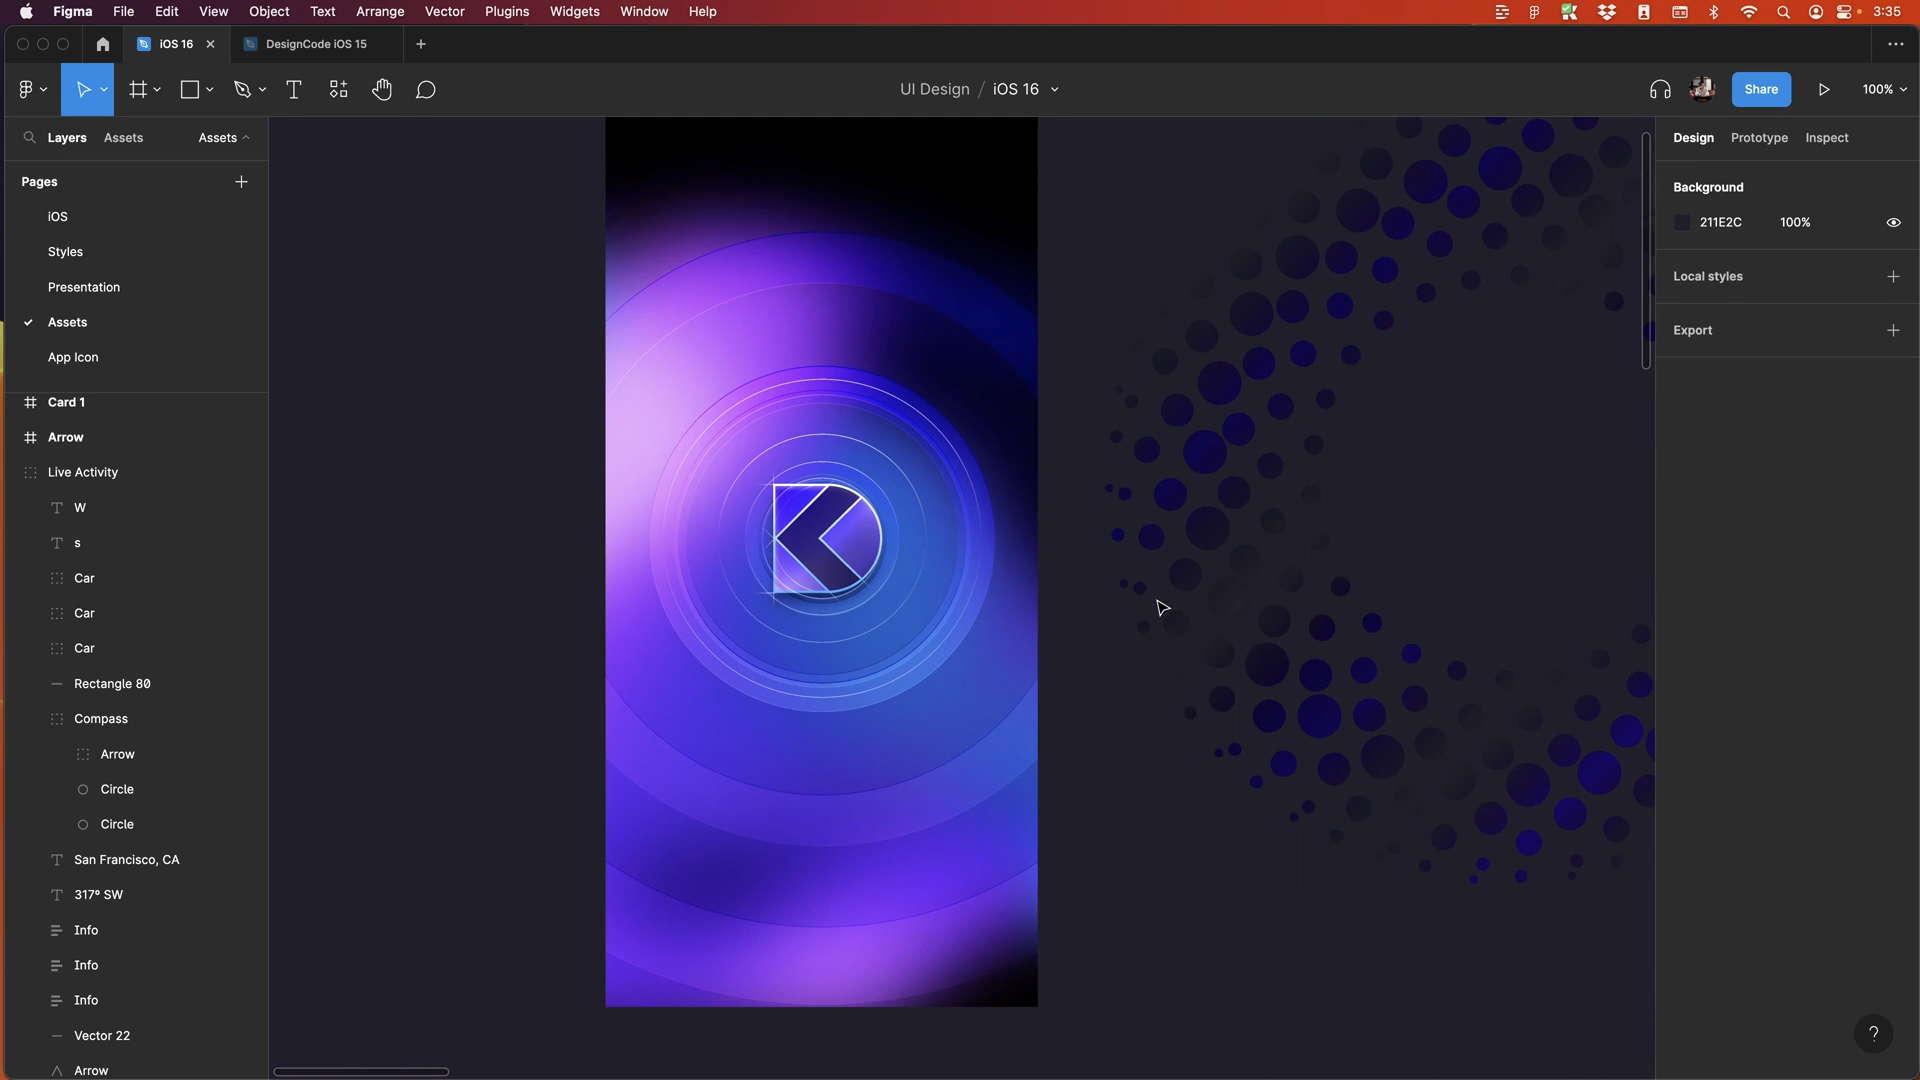 Figma File Edit View Object Text Arrange Vector Plugins Widgets Window Help 3:35
iOS 16 DesignCode iOS 15
UI Design / iOS 16 Share 100%
Layers Assets Assets
Pages
iOS
Styles
Presentation
Assets
App Icon
Card 1
Arrow
Live Activity
W
s
Car
Car
Car
Rectangle 80
Compass
Arrow
Circle
Circle
San Francisco, CA
317º SW
Info
Info
Info
Vector 22
Arrow
Design Prototype Inspect
Background
211E2C 100%
Local styles
Export
?